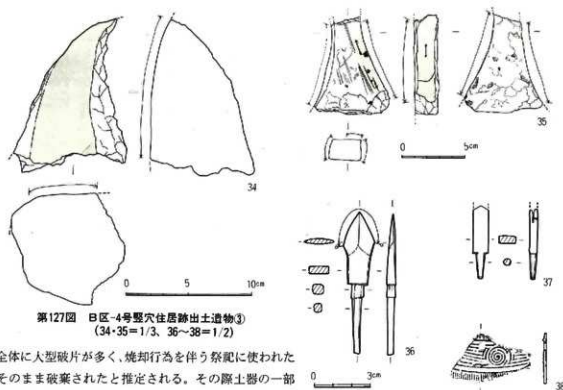 34
0 5 10cm
第127図 B区-4号竪穴住居跡出土遺物③
(34・35=1/3、36〜38=1/2)
全体に大型破片が多く、焼却行為を伴う祭祀に使われた
そのまま破棄されたと推定される。その際土器の一部
35
0 5cm
36
37
0 3cm
38